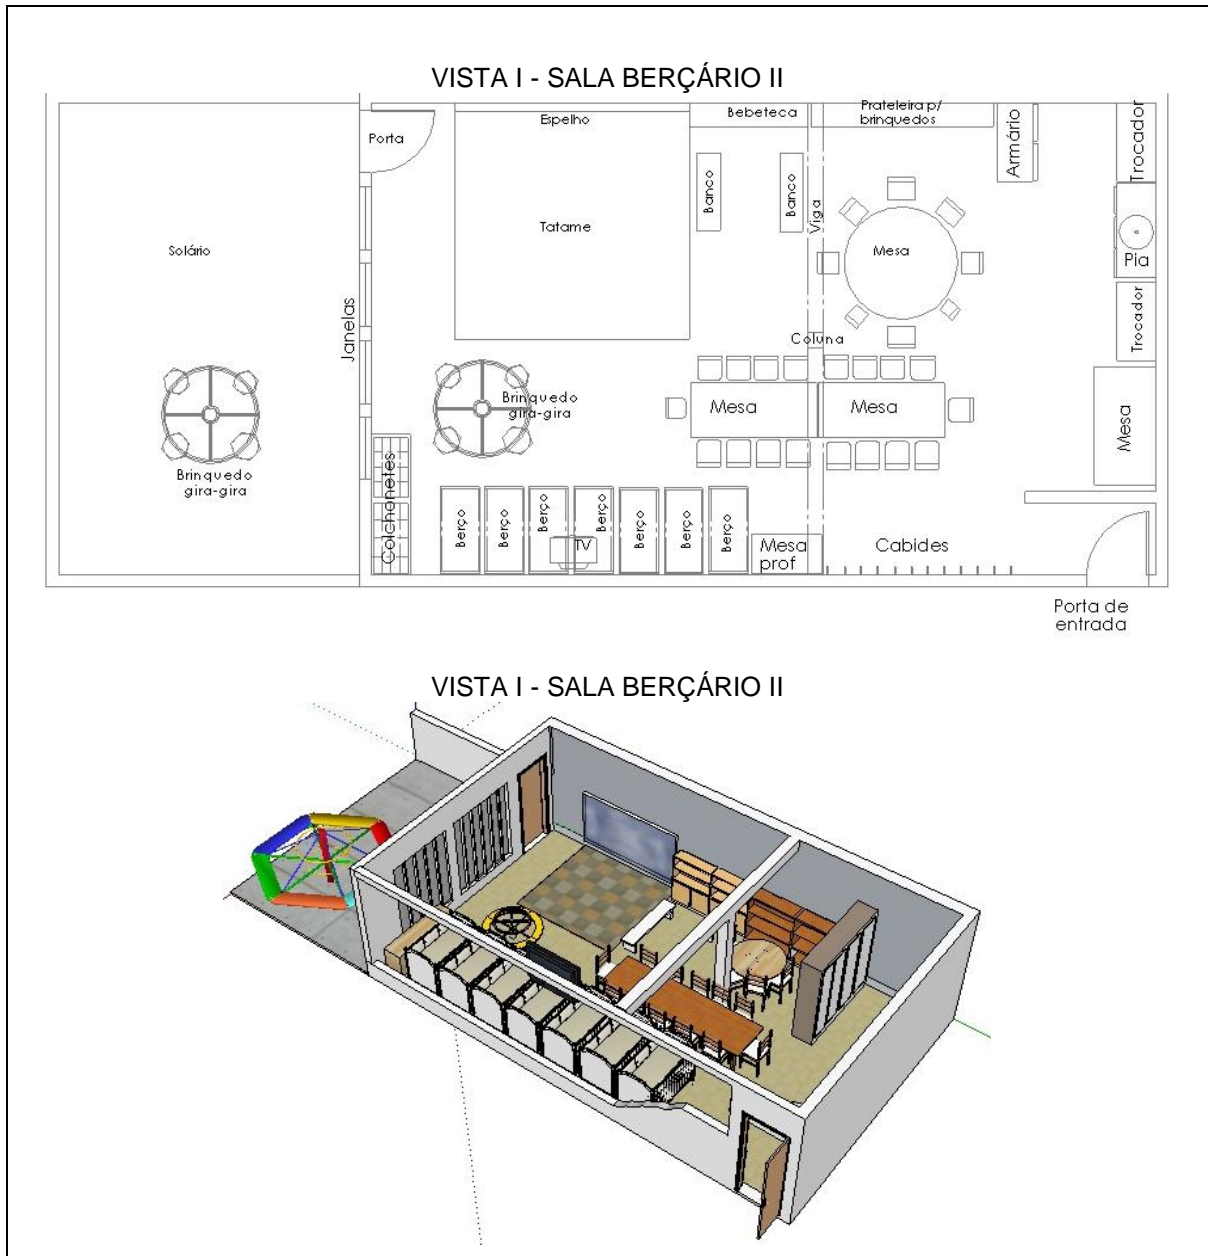 VISTA I - SALA BERÇÁRIO II
Porta
Espelho
Bebeteca
Prateleira p/
brinquedos
Armário
Trocador
Solário
Tatame
Banco
Banco
Viga
Mesa
Pia
Janelas
Trocador
Coluna
Brinquedo
gira-gira
Mesa
Mesa
Mesa
Brinquedo
gira-gira
Colchonetes
Berço
Berço
Berço
Berço
Berço
Berço
Berço
TV
Mesa
prof
Cabides
Porta de
entrada
VISTA I - SALA BERÇÁRIO II